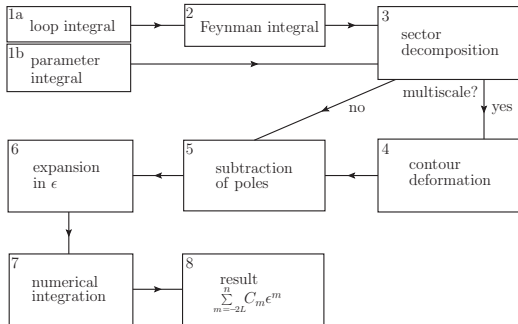 1a loop integral
2 Feynman integral
3 sector
decomposition
1b parameter
integral
multiscale?
no
yes
4 contour
deformation
5 subtraction
of poles
6 expansion
in ϵ
7 numerical
integration
8 result
n
∑ C_m ϵ^m
m=-2L